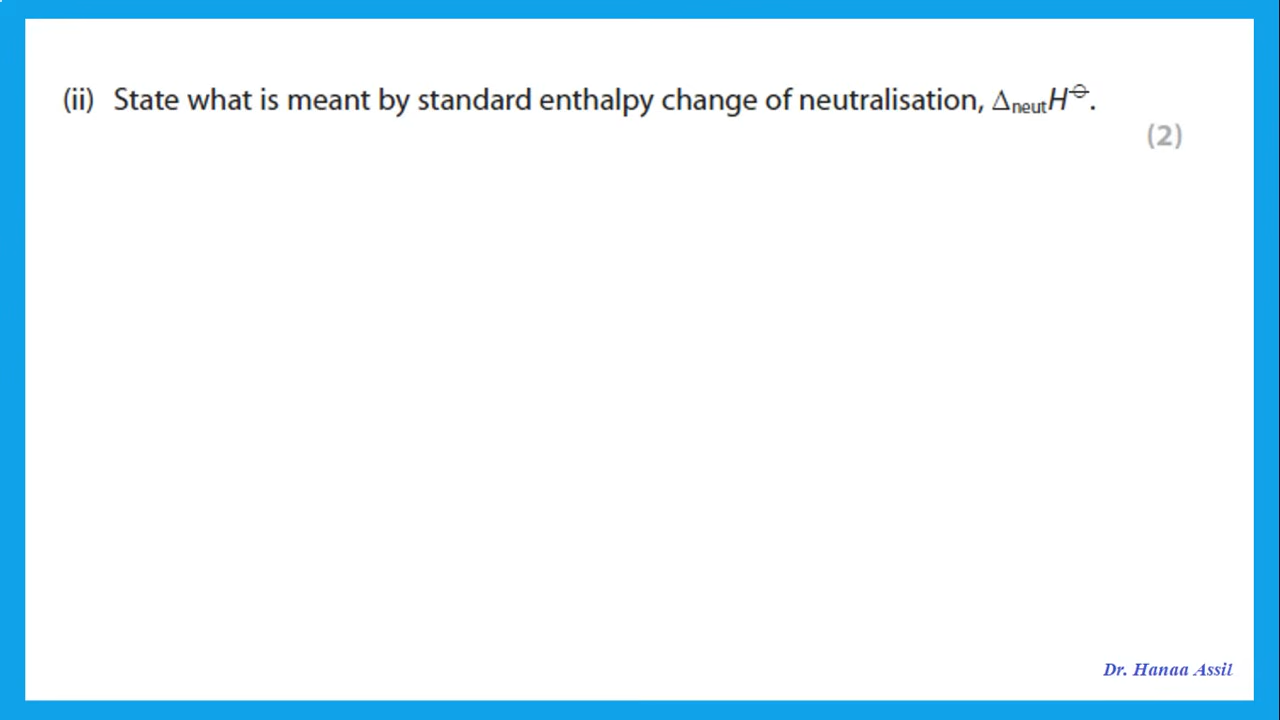 (ii) State what is meant by standard enthalpy change of neutralisation, ΔneutH⦵.
(2)
Dr. Hanaa Assil